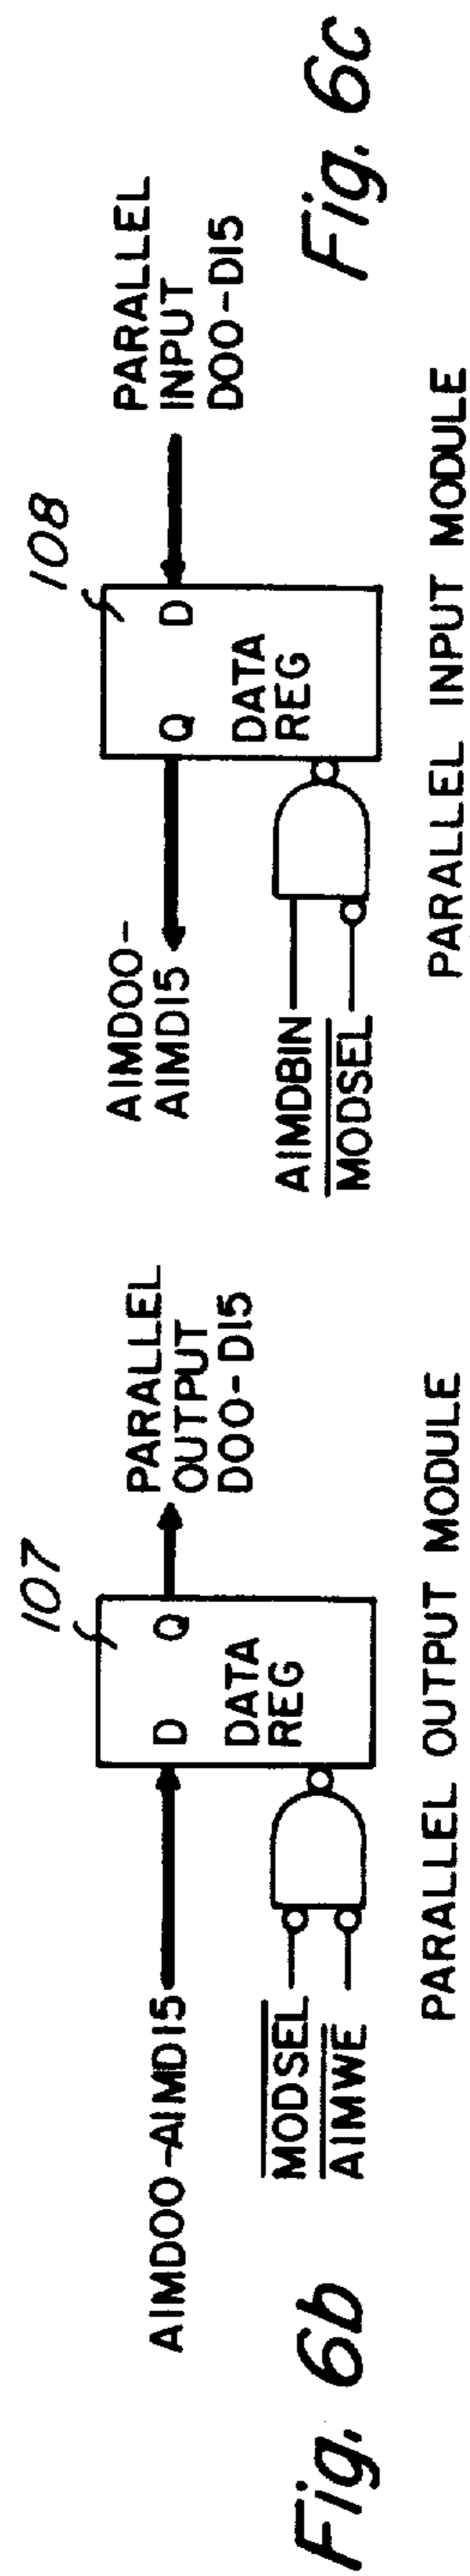 Fig. 6b
AIMD00-AIMD15
107
D
Q
DATA
REG
PARALLEL
OUTPUT
D00-D15
MODSEL
AIMWE
PARALLEL OUTPUT MODULE
AIMD00-
AIMD15
108
Q
D
DATA
REG
PARALLEL
INPUT
D00-D15
AIMDBIN
MODSEL
PARALLEL INPUT MODULE
Fig. 6c